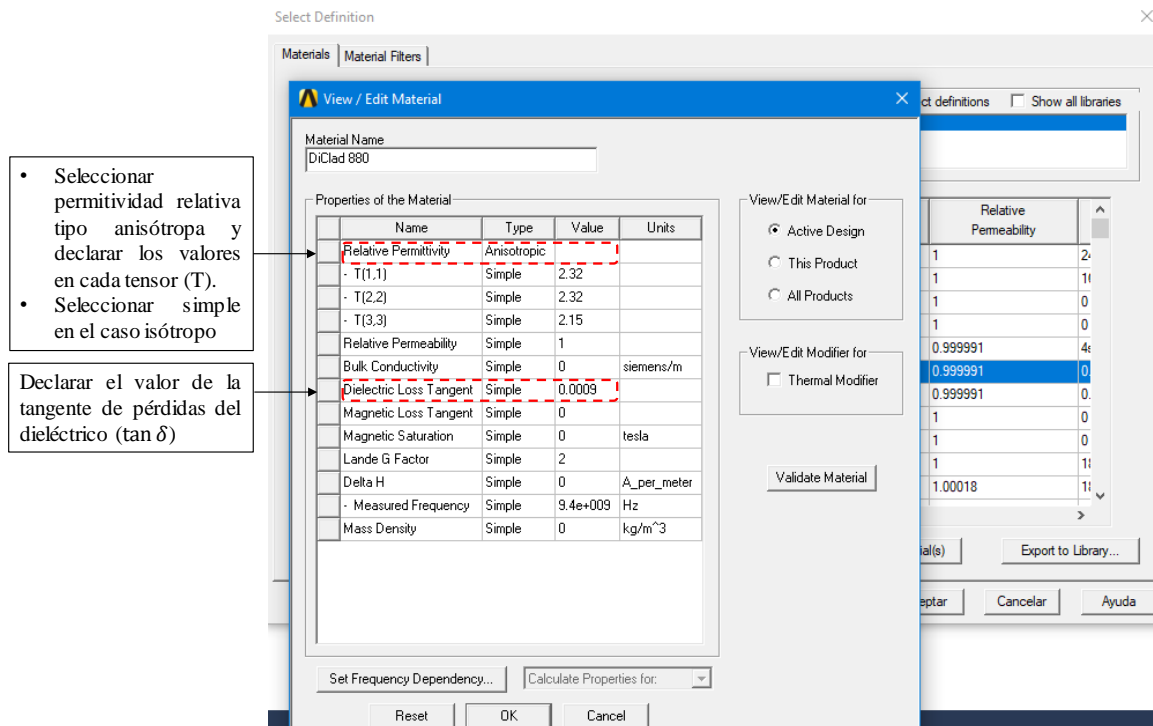 Select Definition
Materials
Material Filters
View / Edit Material
ct definitions
Show all libraries
Material Name
DiClad 880
• Seleccionar
permitividad relativa
tipo anisótropa y
declarar los valores
en cada tensor (T).
• Seleccionar simple
en el caso isótropo
Declarar el valor de la
tangente de pérdidas del
dieléctrico (tan δ)
Properties of the Material
Name Type Value Units
Relative Permittivity Anisotropic
- T(1,1) Simple 2.32
- T(2,2) Simple 2.32
- T(3,3) Simple 2.15
Relative Permeability Simple 1
Bulk Conductivity Simple 0 siemens/m
Dielectric Loss Tangent Simple 0.0009
Magnetic Loss Tangent Simple 0
Magnetic Saturation Simple 0 tesla
Lande G Factor Simple 2
Delta H Simple 0 A_per_meter
- Measured Frequency Simple 9.4e+009 Hz
Mass Density Simple 0 kg/m^3
View/Edit Material for
Active Design
This Product
All Products
View/Edit Modifier for
Thermal Modifier
Validate Material
Relative
Permeability
1
1
1 0
1 0
0.999991
0.999991 0.
0.999991 0.
1 0
1 0
1
1.00018
Set Frequency Dependency...
Calculate Properties for:
Reset
OK
Cancel
ial(s)
Export to Library...
eptar
Cancelar
Ayuda